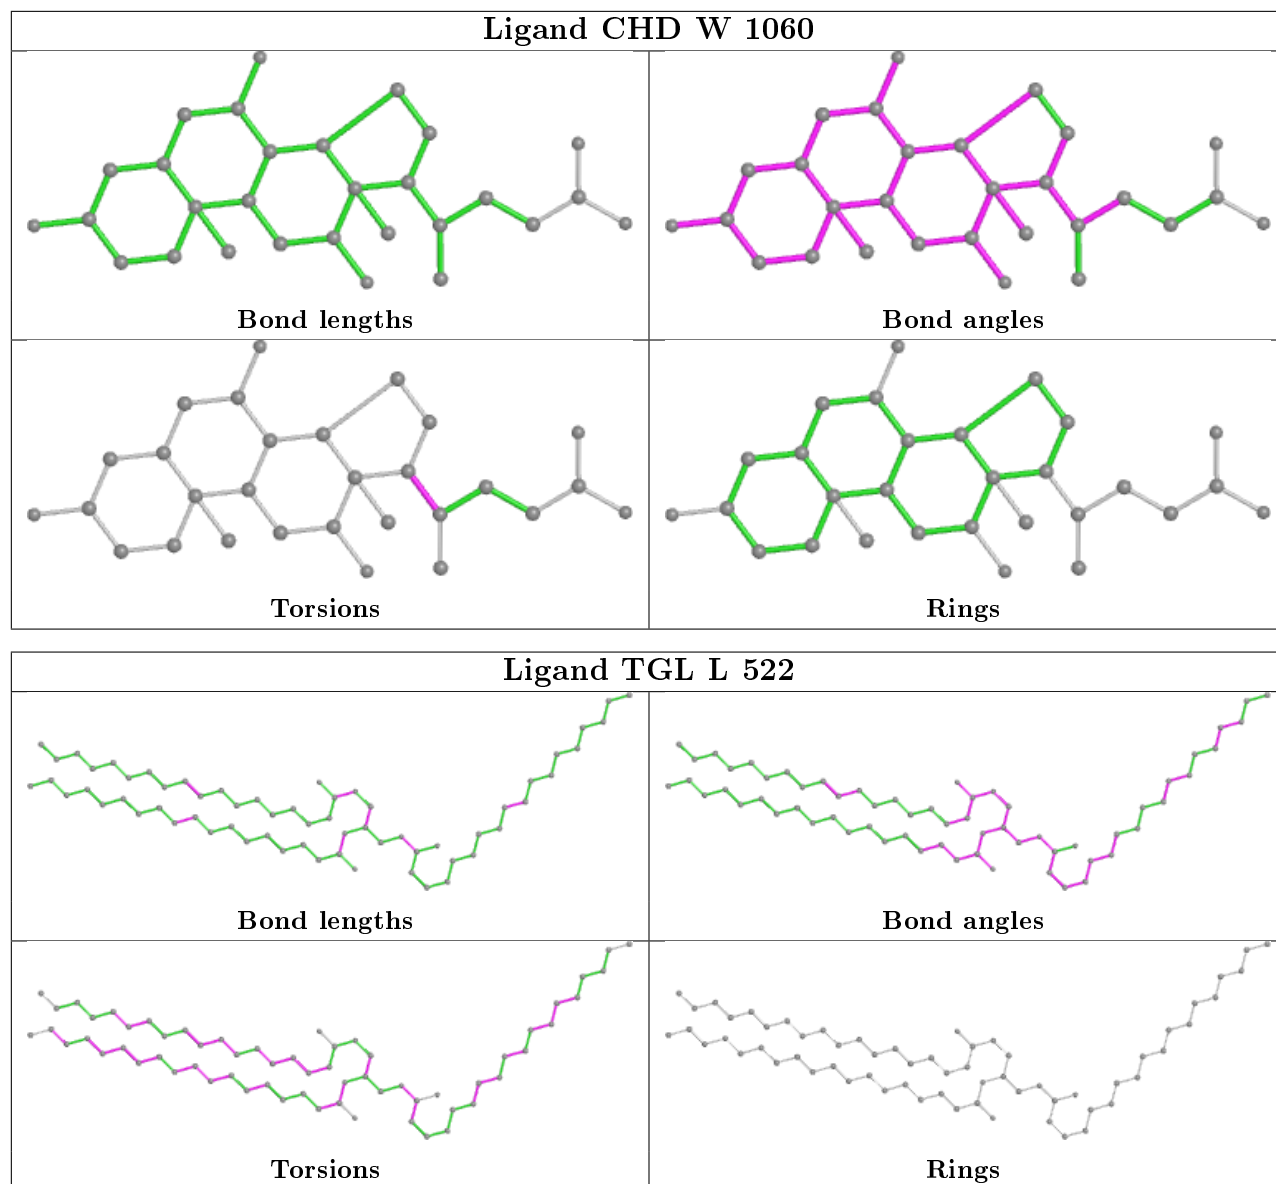 Ligand CHD W 1060
Bond lengths
Bond angles
Torsions
Rings
Ligand TGL L 522
Bond lengths
Bond angles
Torsions
Rings